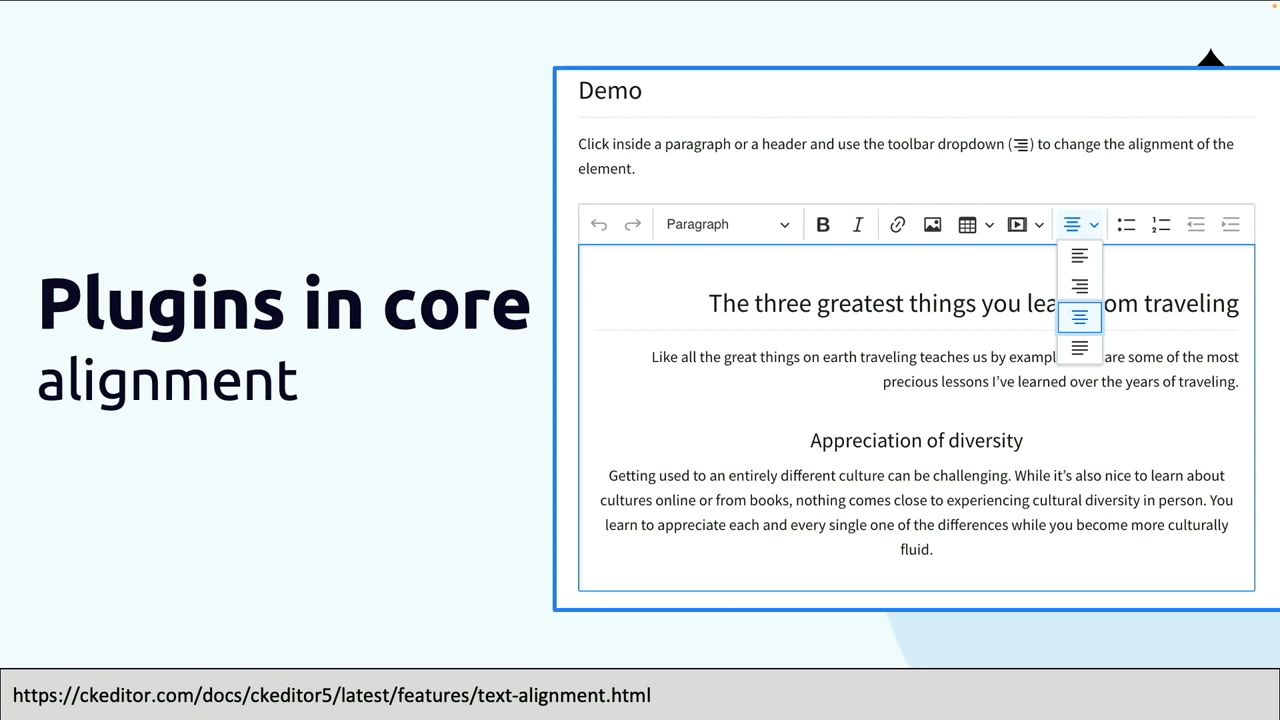 Plugins in core
alignment
Demo
Click inside a paragraph or a header and use the toolbar dropdown ( ) to change the alignment of the
element.
Paragraph
B I
The three greatest things you lea om traveling
Like all the great things on earth traveling teaches us by exampl are some of the most
precious lessons I’ve learned over the years of traveling.
Appreciation of diversity
Getting used to an entirely different culture can be challenging. While it’s also nice to learn about
cultures online or from books, nothing comes close to experiencing cultural diversity in person. You
learn to appreciate each and every single one of the differences while you become more culturally
fluid.
https://ckeditor.com/docs/ckeditor5/latest/features/text-alignment.html